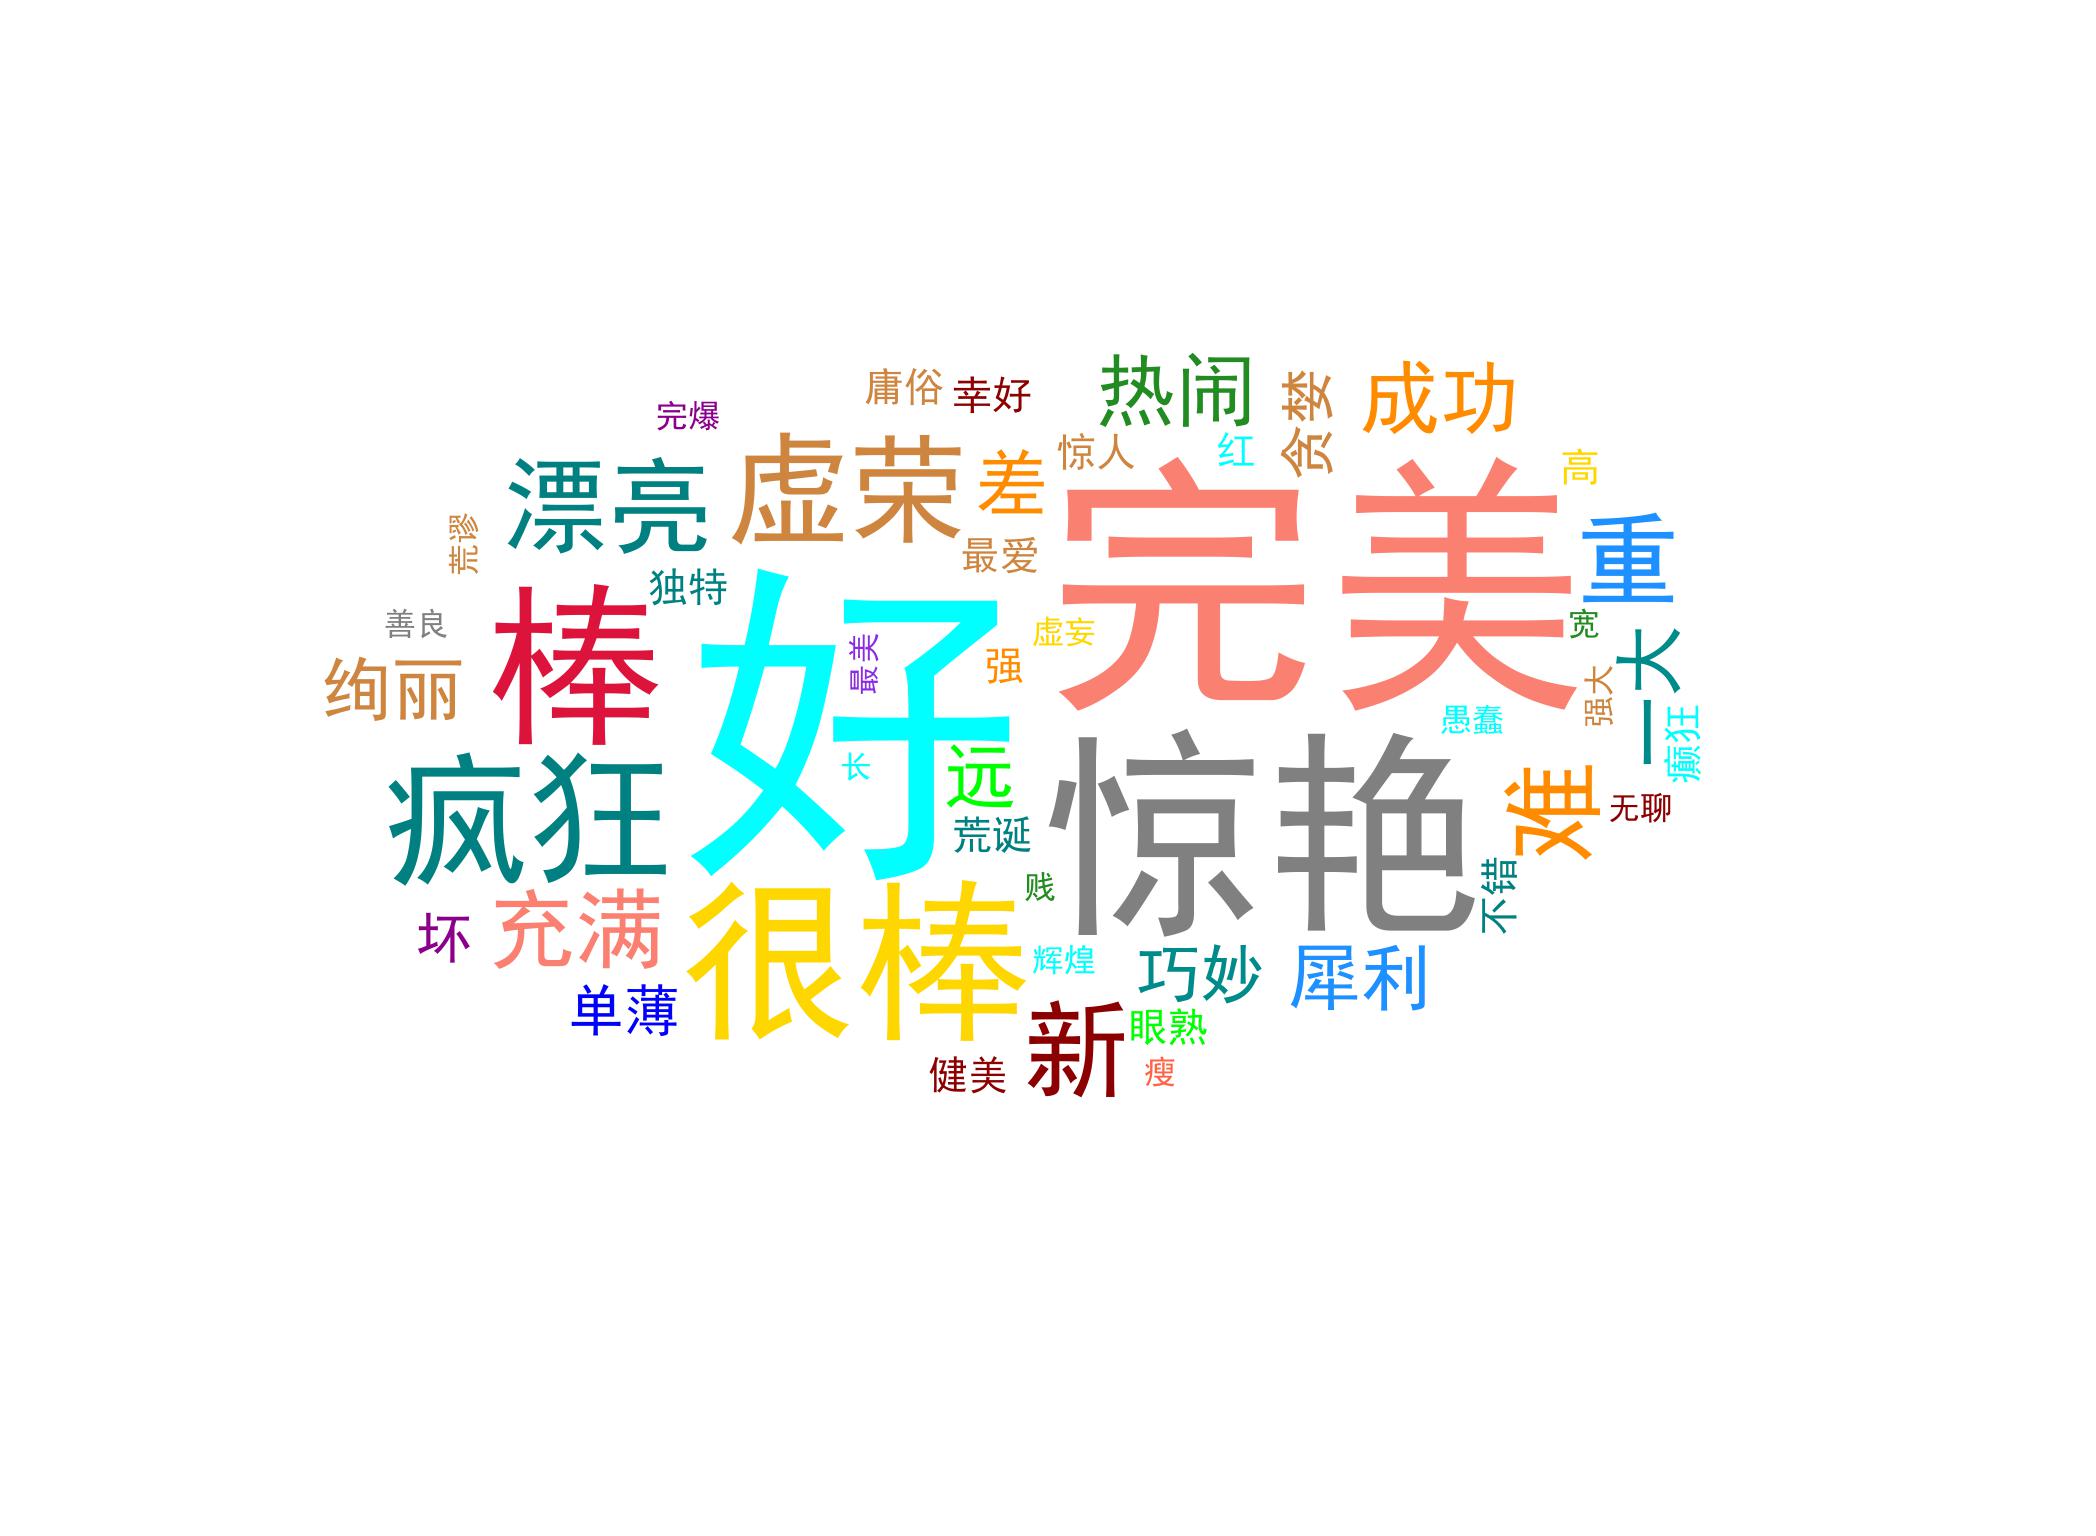 热闹
贪婪
成功
庸俗
幸好
完爆
惊人
红
高
虚荣
差
漂亮
完美
重
荒谬
最爱
独特
棒
好
善良
最美
虚妄
强
宽
一大
绚丽
强大
愚蠢
癫狂
疯狂
长
远
惊艳
难
无聊
荒诞
贱
不错
坏
充满
很棒
辉煌
巧妙
犀利
单薄
新
眼熟
健美
瘦